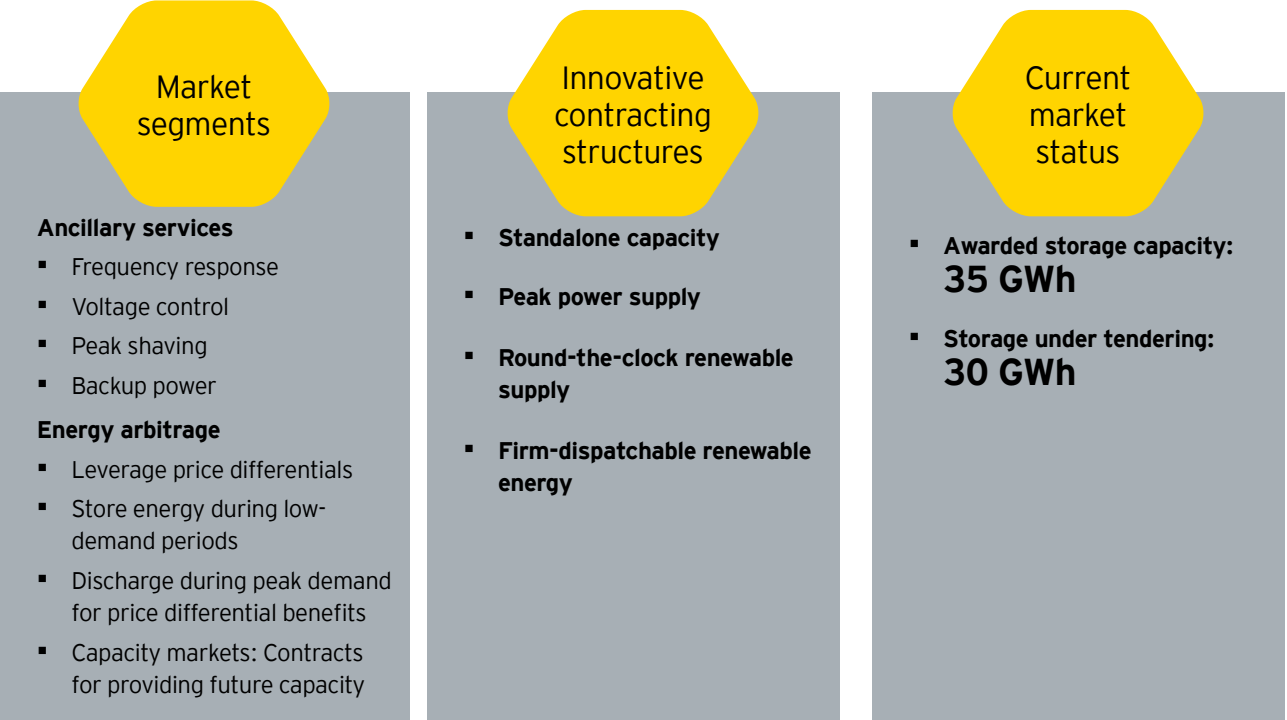 Market
segments
Ancillary services
▪ Frequency response
▪ Voltage control
▪ Peak shaving
▪ Backup power
Energy arbitrage
▪ Leverage price differentials
▪ Store energy during low-
demand periods
▪ Discharge during peak demand
for price differential benefits
▪ Capacity markets: Contracts
for providing future capacity
Innovative
contracting
structures
▪ Standalone capacity
▪ Peak power supply
▪ Round-the-clock renewable
supply
▪ Firm-dispatchable renewable
energy
Current
market
status
▪ Awarded storage capacity:
35 GWh
▪ Storage under tendering:
30 GWh